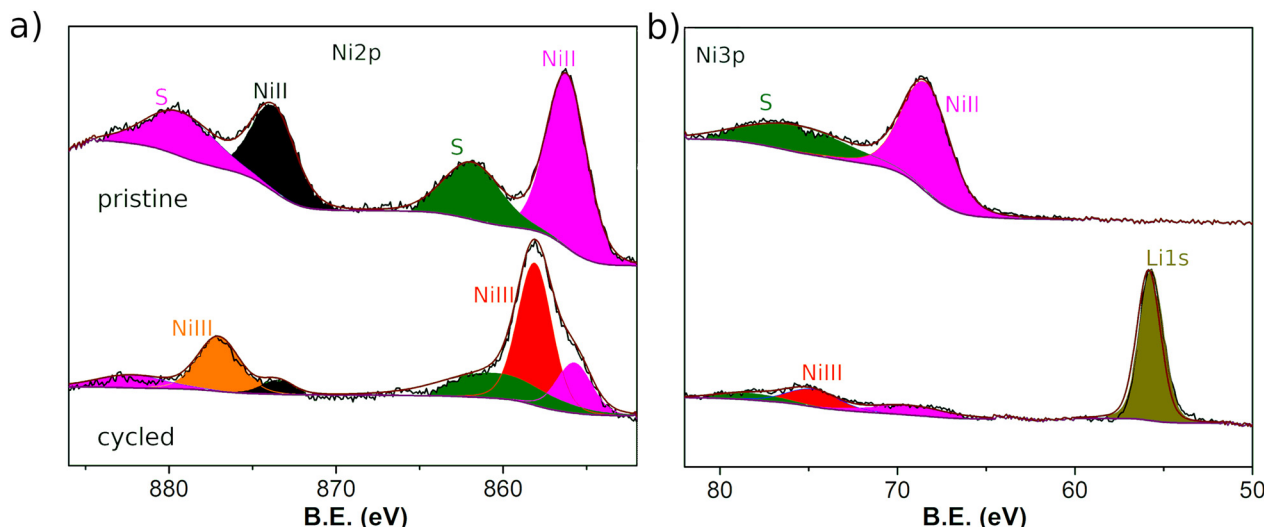 a)
Ni2p
NiII
S
NiII
S
pristine
NiIII
NiIII
cycled
880
870
860
B.E. (eV)
b)
Ni3p
S
NiII
Li1s
NiIII
80
70
60
50
B.E. (eV)